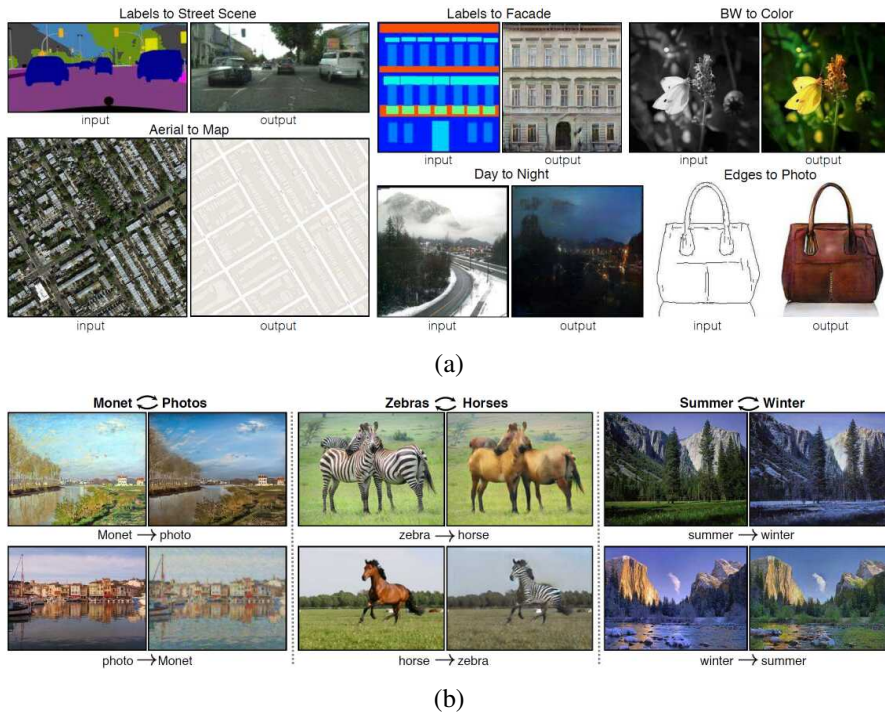 Labels to Street Scene
input
output
Aerial to Map
input
output
Labels to Facade
input
output
BW to Color
input
output
Day to Night
input
output
Edges to Photo
input
output
(a)
Monet Photos
Monet → photo
photo → Monet
Zebras Horses
zebra → horse
horse → zebra
Summer Winter
summer → winter
winter → summer
(b)